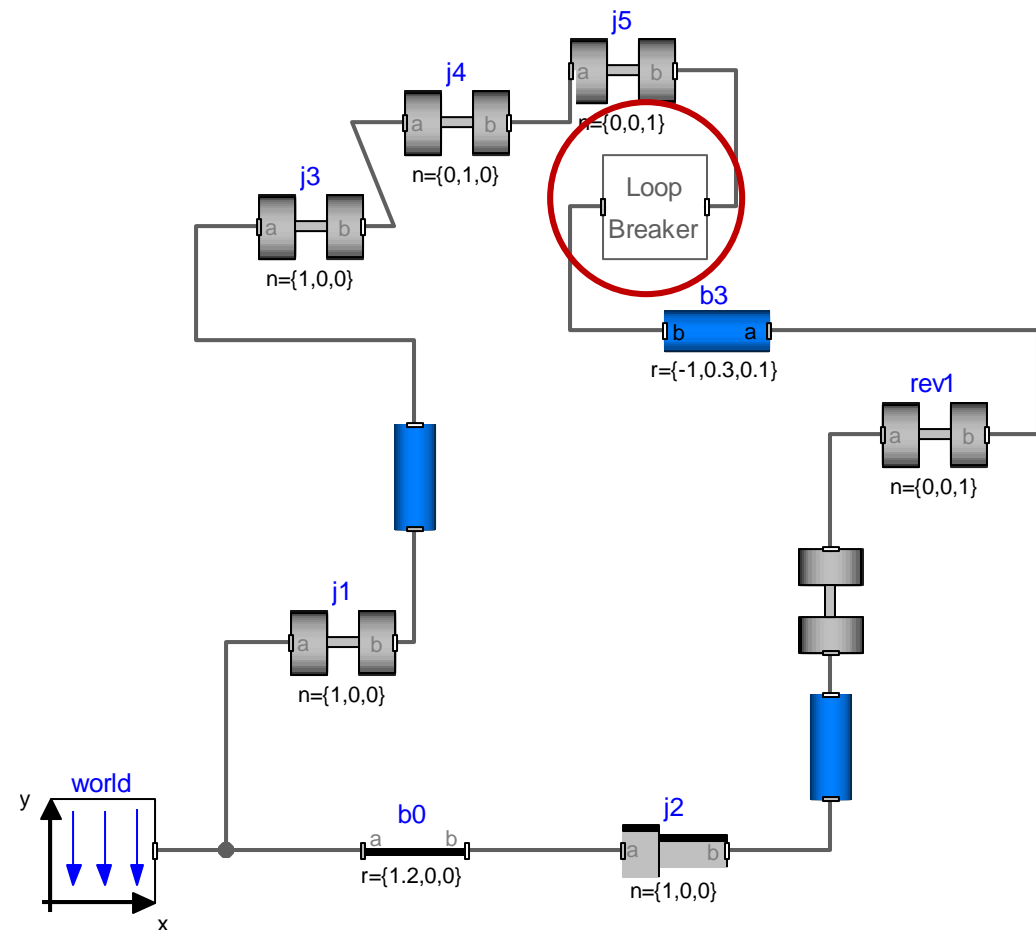 j5
a b
n={0,0,1}
j4
a b
n={0,1,0}
j3
a b
n={1,0,0}
Loop
Breaker
b3
b a
r={-1,0.3,0.1}
rev1
a b
n={0,0,1}
j1
a b
n={1,0,0}
world
y
x
b0
a b
r={1.2,0,0}
j2
a b
n={1,0,0}